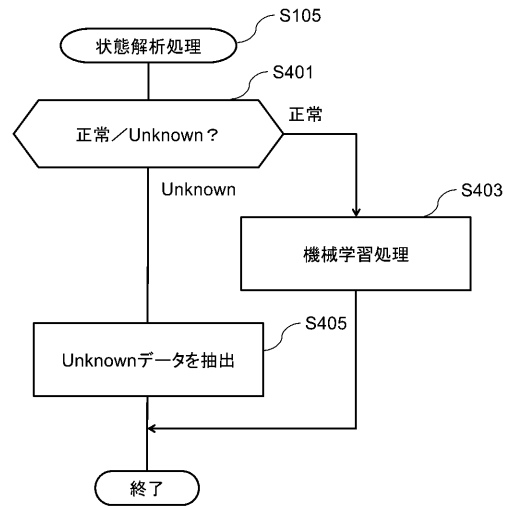 S105
状態解析処理
S401
正常／Unknown？
正常
Unknown
S403
機械学習処理
S405
Unknownデータを抽出
終了